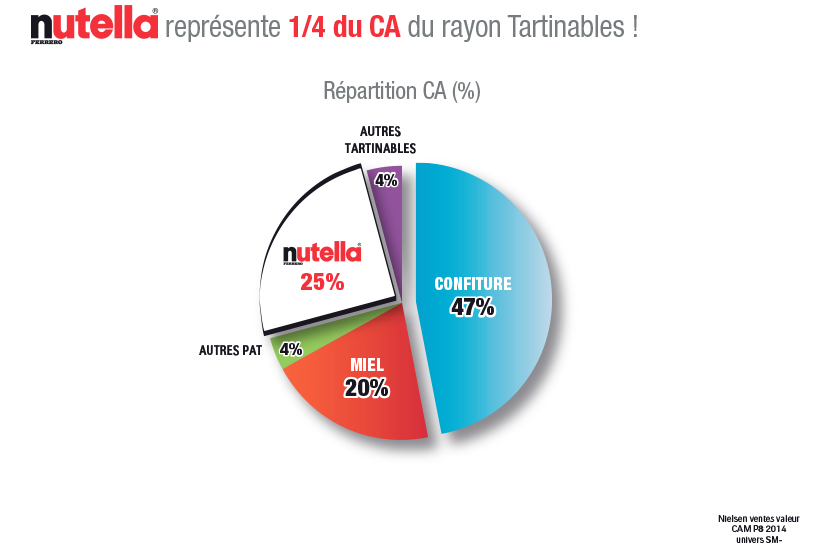 nutella® représente 1/4 du CA du rayon Tartinables !
FERRERO
Répartition CA (%)
AUTRES
TARTINABLES
4%
nutella
FERRERO
25%
CONFITURE
47%
AUTRES PAT
4%
MIEL
20%
Nielsen ventes valeur
CAM P8 2014
univers SM-